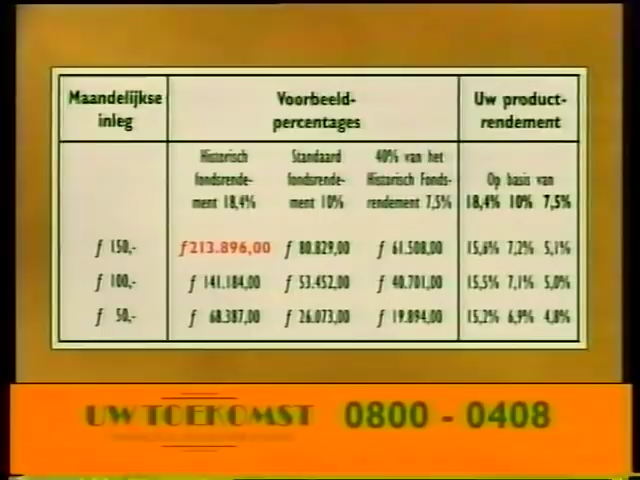 Maandelijkse inleg
Voorbeeld-
percentages
Uw product-
rendement
Historisch fondsrende-
ment 18,4%
Standaard fondsrende-
ment 10%
40% van het
Historisch Fonds-
rendement 7,5%
Op basis van
18,4% 10% 7,5%
ƒ 150,- ƒ213.896,00 ƒ 80.829,00 ƒ 61.508,00 15,6% 7,2% 5,1%
ƒ 100,- ƒ 141.184,00 ƒ 53.452,00 ƒ 40.701,00 15,5% 7,1% 5,0%
ƒ 50,- ƒ 68.387,00 ƒ 26.073,00 ƒ 19.894,00 15,2% 6,9% 4,8%
UW TOEKOMST 0800 - 0408